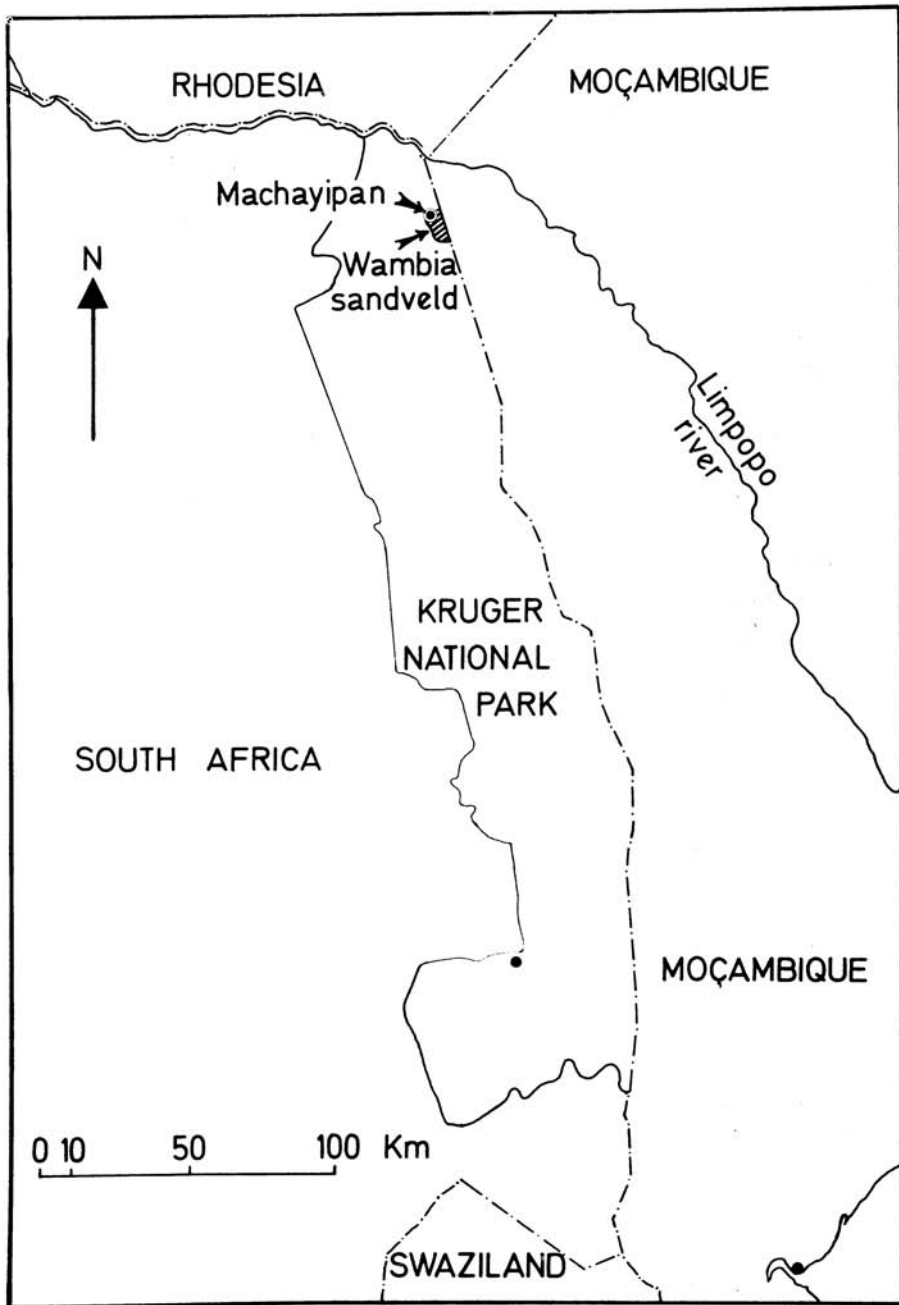 RHODESIA
MOÇAMBIQUE
Machayipan
Wambia
sandveld
N
Limpopo
river
KRUGER
NATIONAL
PARK
SOUTH AFRICA
MOÇAMBIQUE
0 10 50 100 Km
SWAZILAND